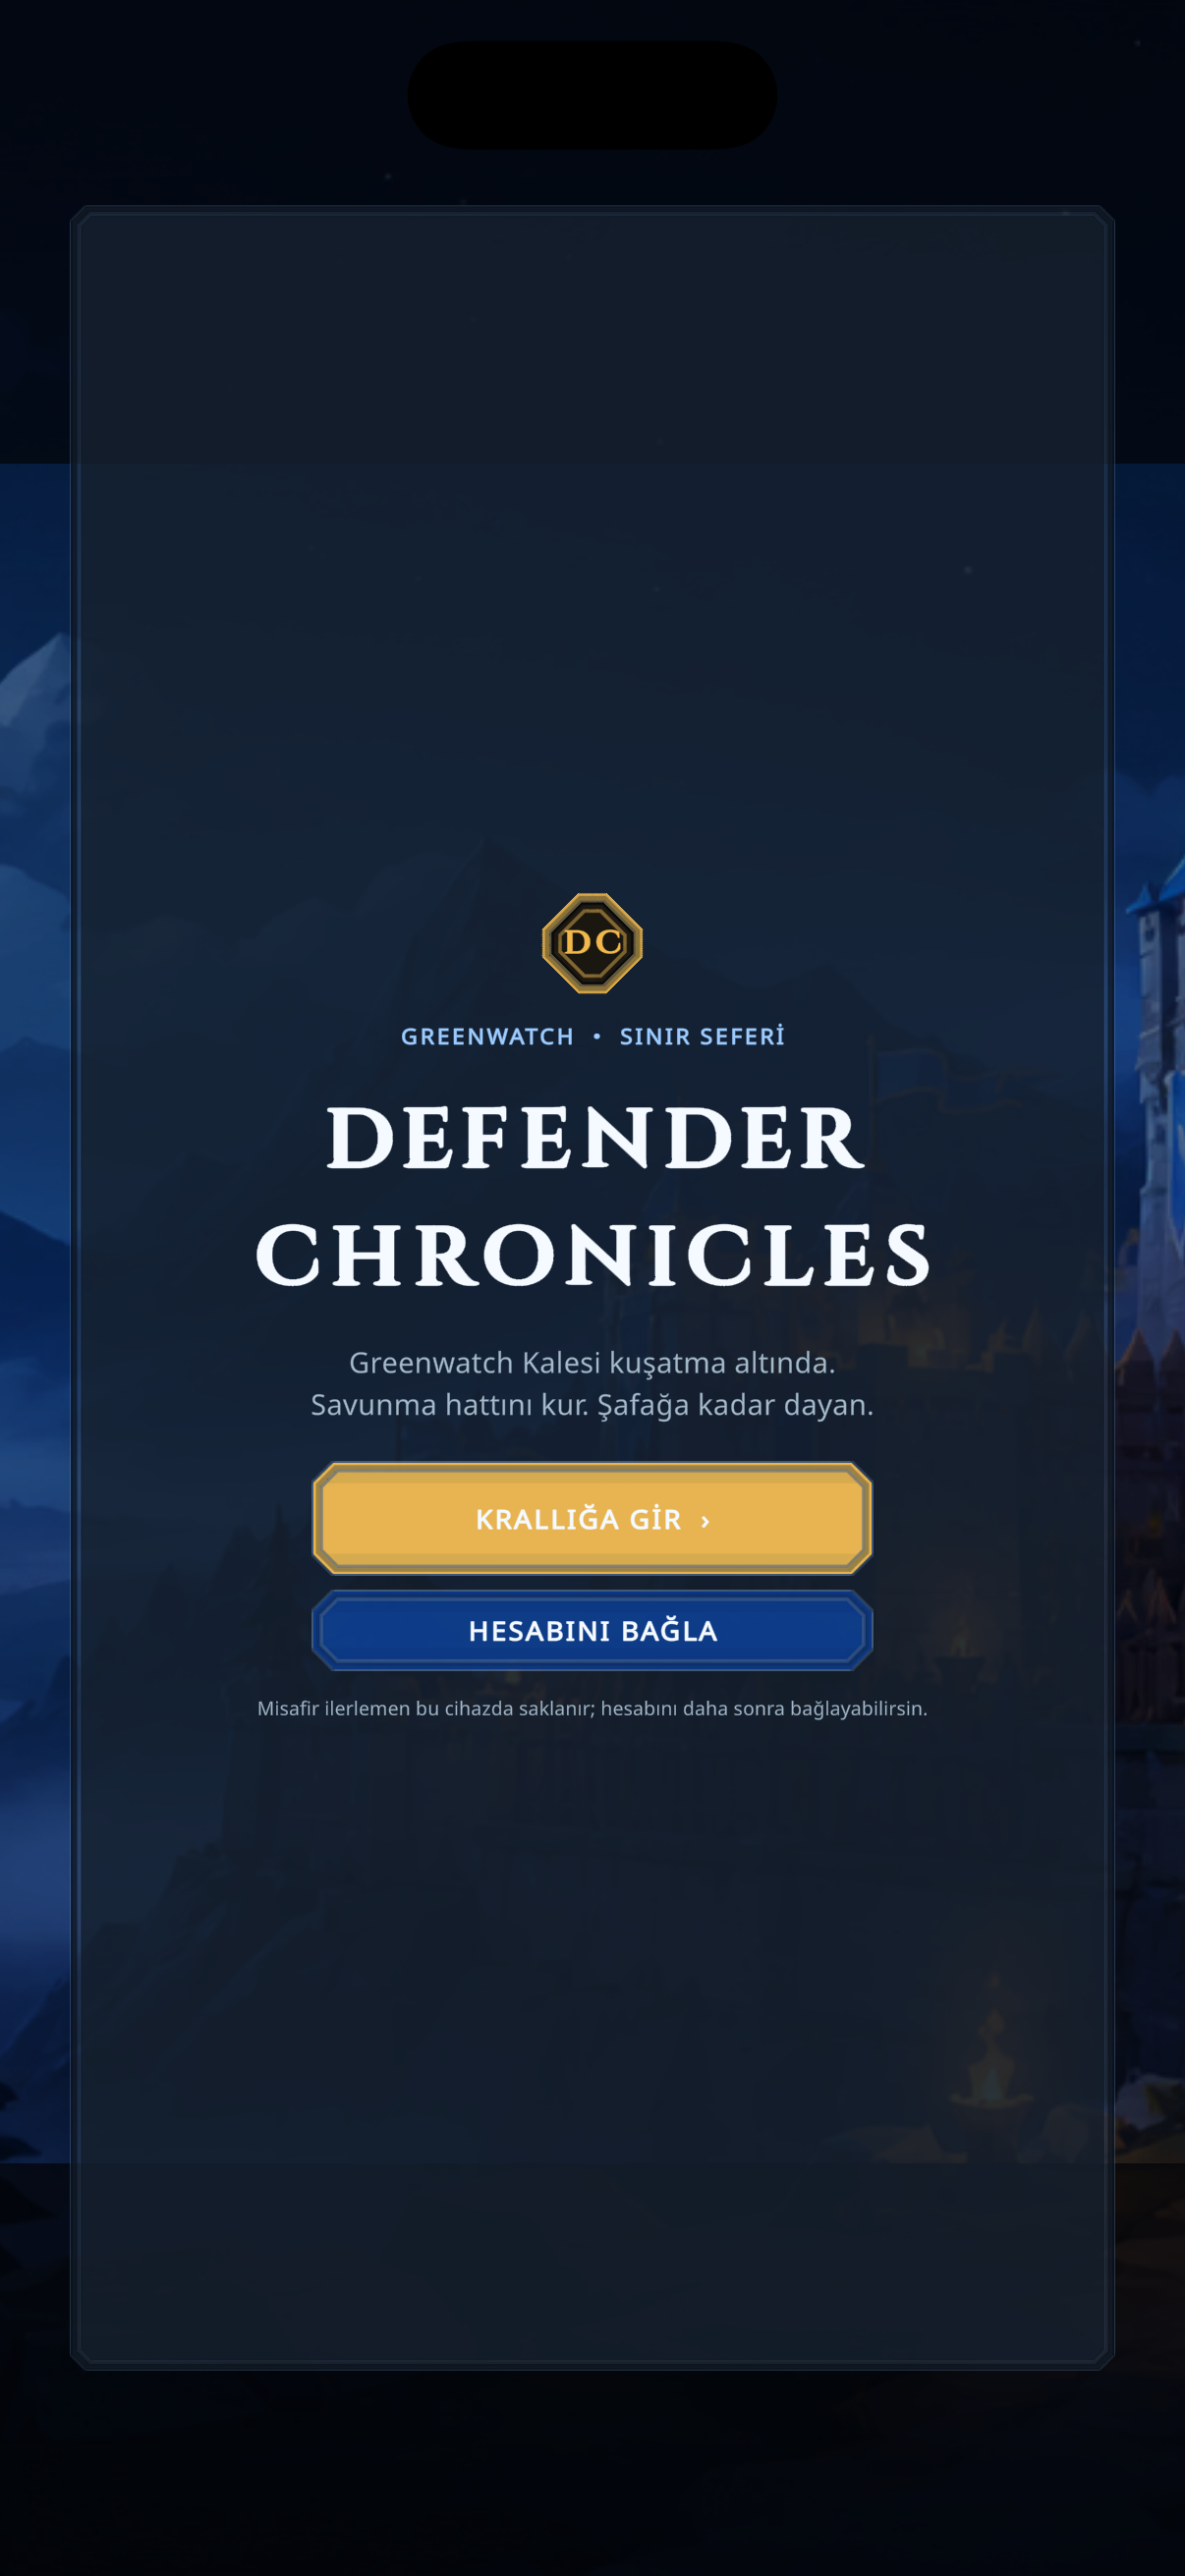 DC
GREENWATCH • SINIR SEFERİ
DEFENDER
CHRONICLES
Greenwatch Kalesi kuşatma altında.
Savunma hattını kur. Şafağa kadar dayan.
KRALLIĞA GİR ›
HESABINI BAĞLA
Misafir ilerlemen bu cihazda saklanır; hesabını daha sonra bağlayabilirsin.